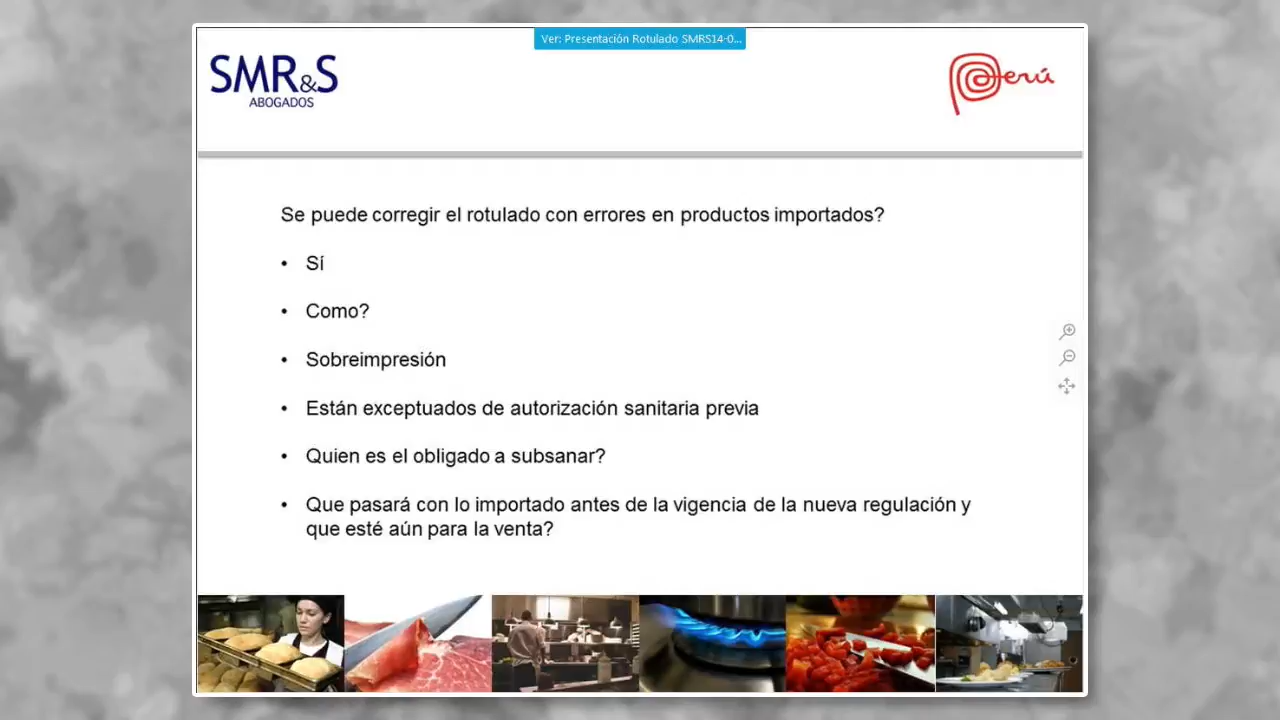 Ver: Presentación Rotulado SMRS14-0...
SMR&S
ABOGADOS
Perú
Se puede corregir el rotulado con errores en productos importados?
• Sí
• Como?
• Sobreimpresión
• Están exceptuados de autorización sanitaria previa
• Quien es el obligado a subsanar?
• Que pasará con lo importado antes de la vigencia de la nueva regulación y
que esté aún para la venta?